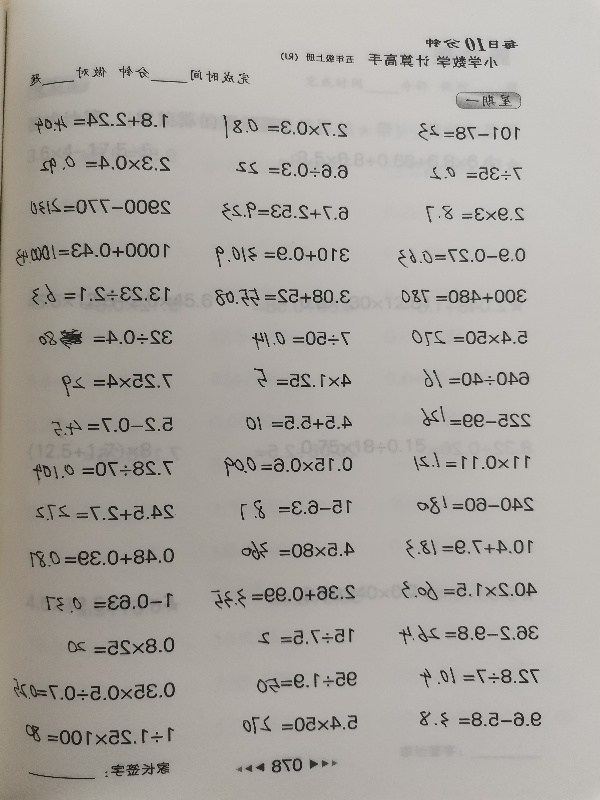 每日10分钟
小学数学 计算高手 五年级上册（RJ）
完成时间____分钟 做对____题
星期一
101−78=23 2.7×0.3=0.81 1.8+2.24=4.04
7÷35=0.2 6.6÷0.3=22 2.3×0.4=0.92
2.9×3=8.7 6.7+2.53=9.23 2900−770=2130
0.9−0.27=0.63 310+0.9=310.9 1000+0.43=1000.43
300+480=780 3.08+52=55.08 13.23÷2.1=6.3
5.4×50=270 7÷50=0.14 32÷0.4=80
640÷40=16 4×1.25=5 7.25×4=29
225−99=126 4.5+5.5=10 5.2−0.7=4.5
11×0.11=1.21 0.15×0.6=0.09 7.28÷70=0.104
240−60=180 15−6.3=8.7 24.5+2.7=27.2
10.4+7.9=18.3 4.5×80=360 0.48+0.39=0.87
40.2×1.5=60.3 2.36+0.99=3.35 1−0.63=0.37
36.2−9.8=26.4 15÷7.5=2 0.8×25=20
72.8÷7=10.4 95÷1.9=50 0.35×0.5÷0.7=0.25
9.6−5.8=3.8 5.4×50=270 1÷1.25×100=80
078 家长签字：________